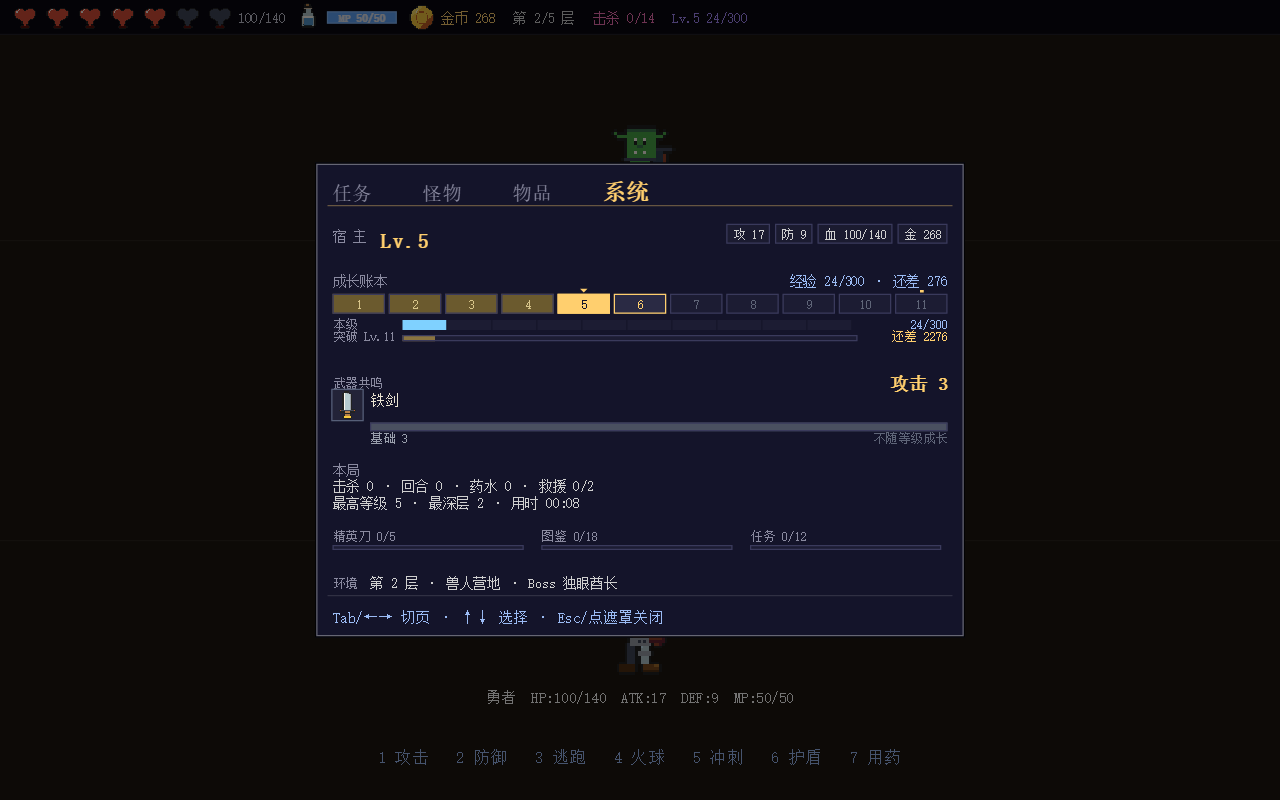 100/140 MP 50/50 金币 268 第 2/5 层 击杀 0/14 Lv.5 24/300
任务 怪物 物品 系统
宿 主 Lv.5 攻 17 防 9 血 100/140 金 268
成长账本 经验 24/300 · 还差 276
1 2 3 4 5 6 7 8 9 10 11
本级 24/300
突破 Lv.11 还差 2276
武器共鸣 攻击 3
铁剑
基础 3 不随等级成长
本局
击杀 0 · 回合 0 · 药水 0 · 救援 0/2
最高等级 5 · 最深层 2 · 用时 00:08
精英刀 0/5 图鉴 0/18 任务 0/12
环境 第 2 层 · 兽人营地 · Boss 独眼酋长
Tab/←→ 切页 · ↑↓ 选择 · Esc/点遮罩关闭
勇者 HP:100/140 ATK:17 DEF:9 MP:50/50
1 攻击 2 防御 3 逃跑 4 火球 5 冲刺 6 护盾 7 用药